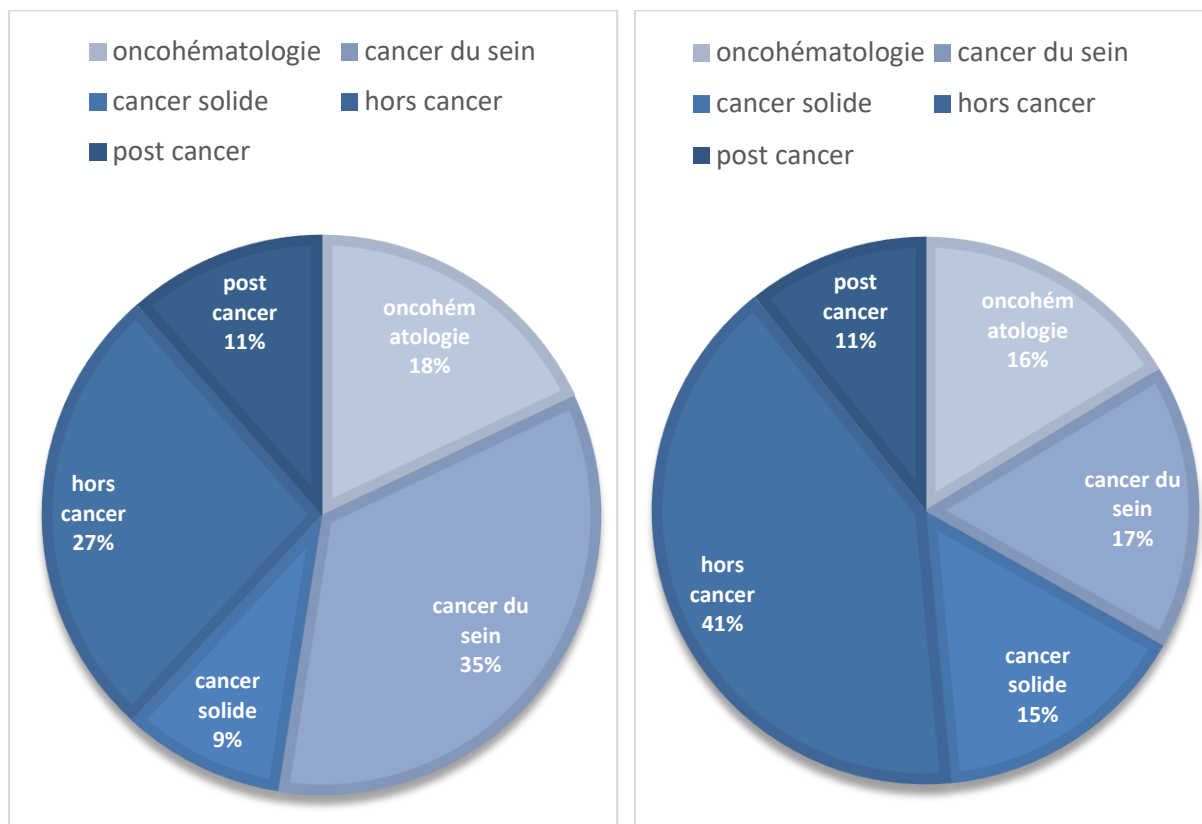 oncohématologie cancer du sein
cancer solide hors cancer
post cancer
post
cancer
11%
oncohém
atologie
18%
hors
cancer
27%
cancer du
sein
35%
cancer
solide
9%
oncohématologie cancer du sein
cancer solide hors cancer
post cancer
post
cancer
11%
oncohém
atologie
16%
cancer du
sein
17%
hors
cancer
41%
cancer
solide
15%